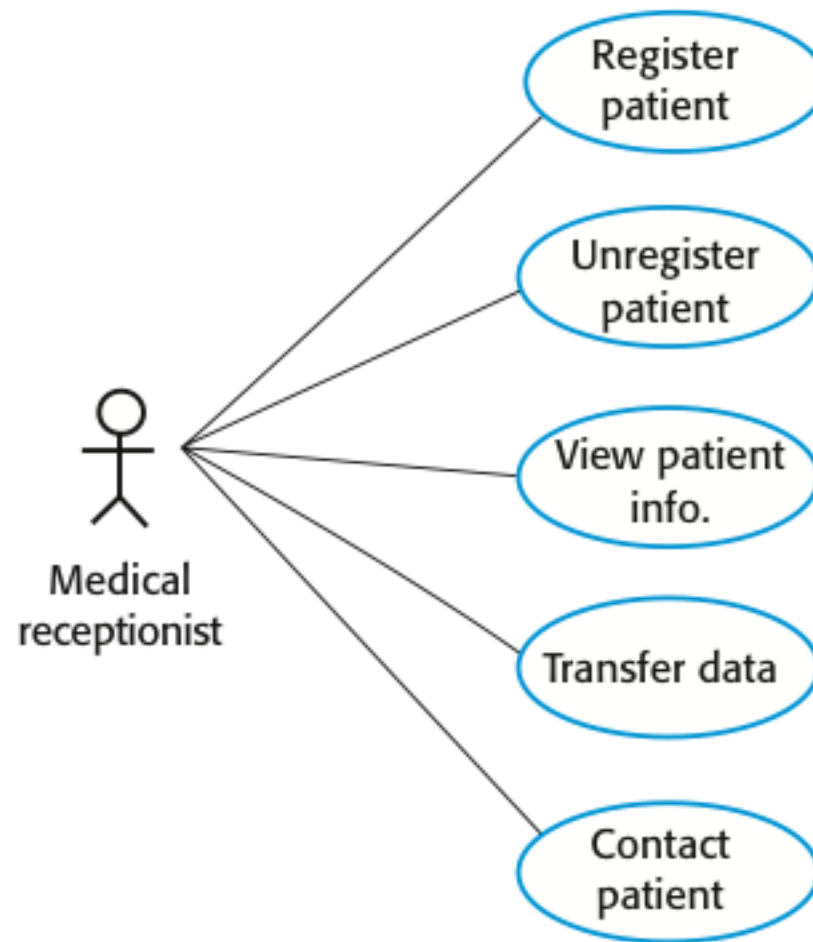 Register
patient
Unregister
patient
View patient
info.
Medical
receptionist
Transfer data
Contact
patient